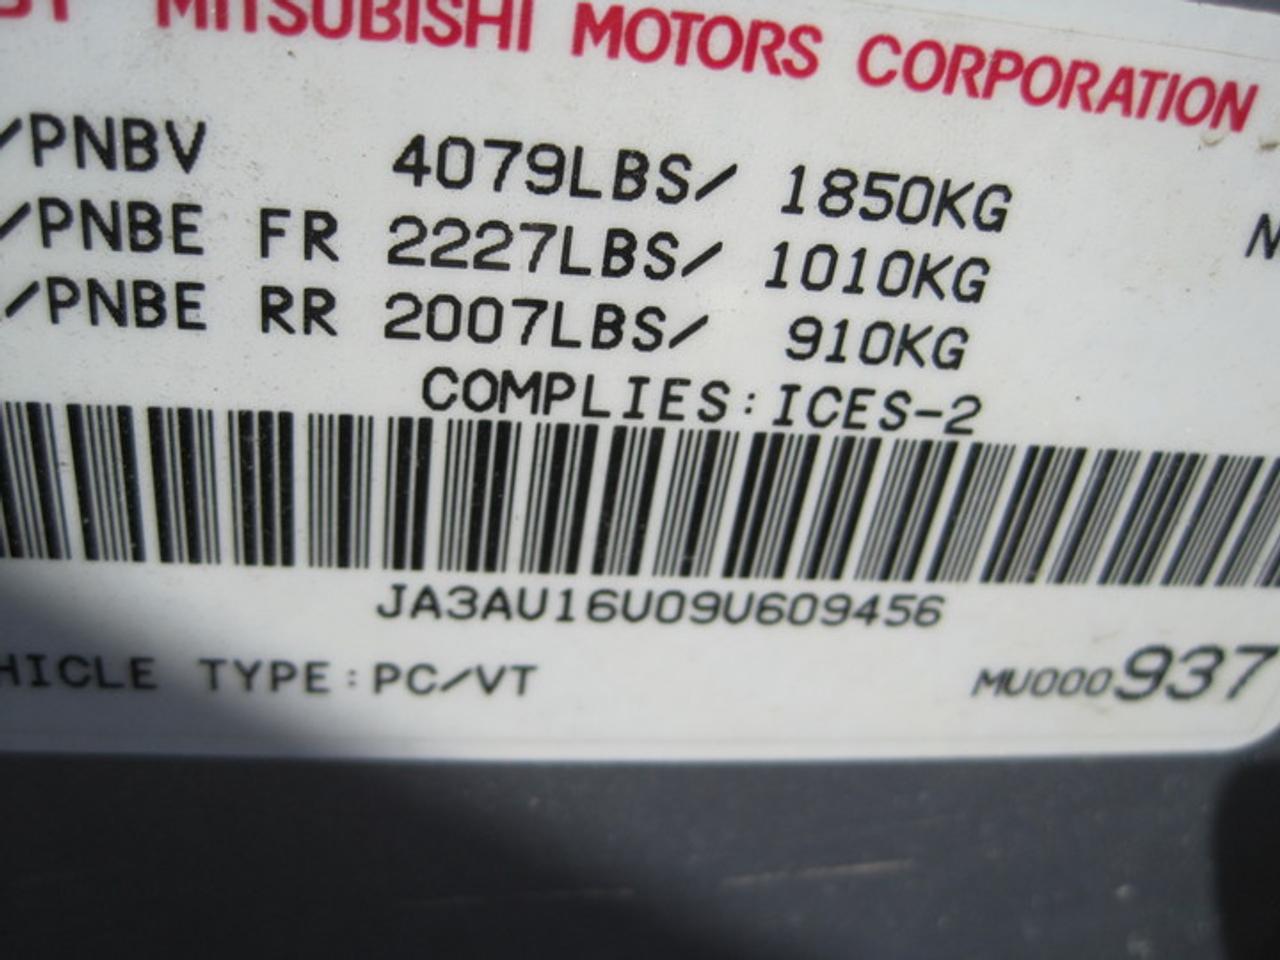 BY MITSUBISHI MOTORS CORPORATION
/PNBV 4079LBS/ 1850KG
/PNBE FR 2227LBS/ 1010KG
/PNBE RR 2007LBS/ 910KG
COMPLIES:ICES-2
JA3AU16U09U609456
HICLE TYPE:PC/VT
MU000937